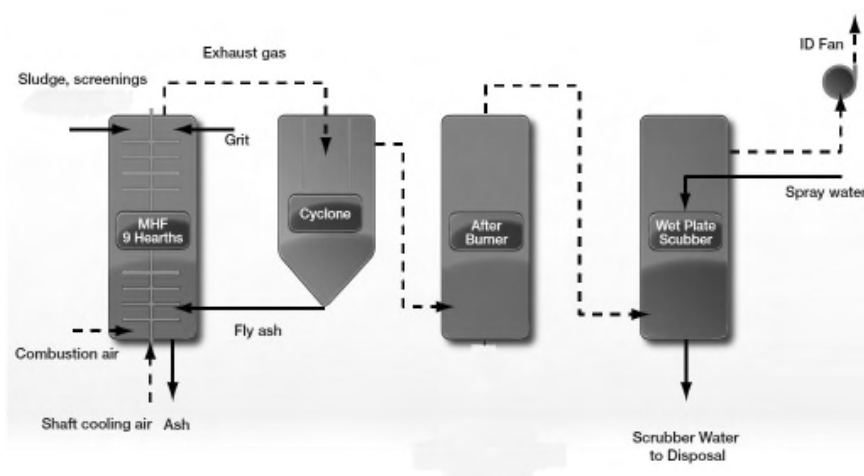 Exhaust gas
ID Fan
Sludge, screenings
Grit
Spray water
MHF
9 Hearths
Cyclone
After
Burner
Wet Plate
Scubber
Fly ash
Combustion air
Shaft cooling air
Ash
Scrubber Water
to Disposal